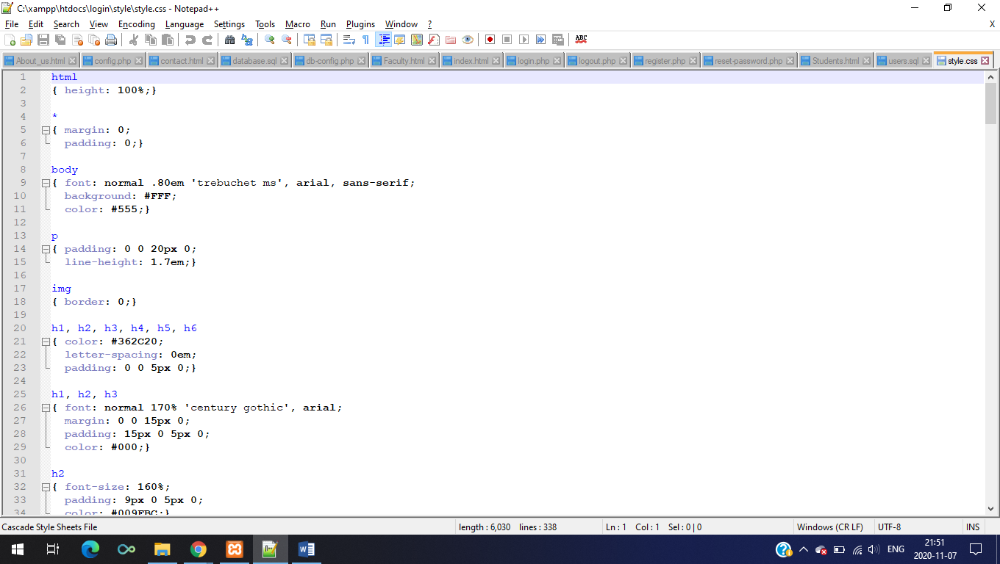 C:\xampp\htdocs\login\style\style.css - Notepad++
File Edit Search View Encoding Language Settings Tools Macro Run Plugins Window ? X
ABC
About_us.html config.php contact.html database.sql db-config.php Faculty.html index.html login.php logout.php register.php reset-password.php Students.html users.sql style.css
1 html
2 { height: 100%;}
3
4 *
5 { margin: 0;
6 padding: 0;}
7
8 body
9 { font: normal .80em 'trebuchet ms', arial, sans-serif;
10 background: #FFF;
11 color: #555;}
12
13 p
14 { padding: 0 0 20px 0;
15 line-height: 1.7em;}
16
17 img
18 { border: 0;}
19
20 h1, h2, h3, h4, h5, h6
21 { color: #362C20;
22 letter-spacing: 0em;
23 padding: 0 0 5px 0;}
24
25 h1, h2, h3
26 { font: normal 170% 'century gothic', arial;
27 margin: 0 0 15px 0;
28 padding: 15px 0 5px 0;
29 color: #000;}
30
31 h2
32 { font-size: 160%;
33 padding: 9px 0 5px 0;
34 color: #009FBC;}
Cascade Style Sheets File length : 6,030 lines : 338 Ln : 1 Col : 1 Sel : 0 | 0 Windows (CR LF) UTF-8 INS
ENG 21:51
2020-11-07